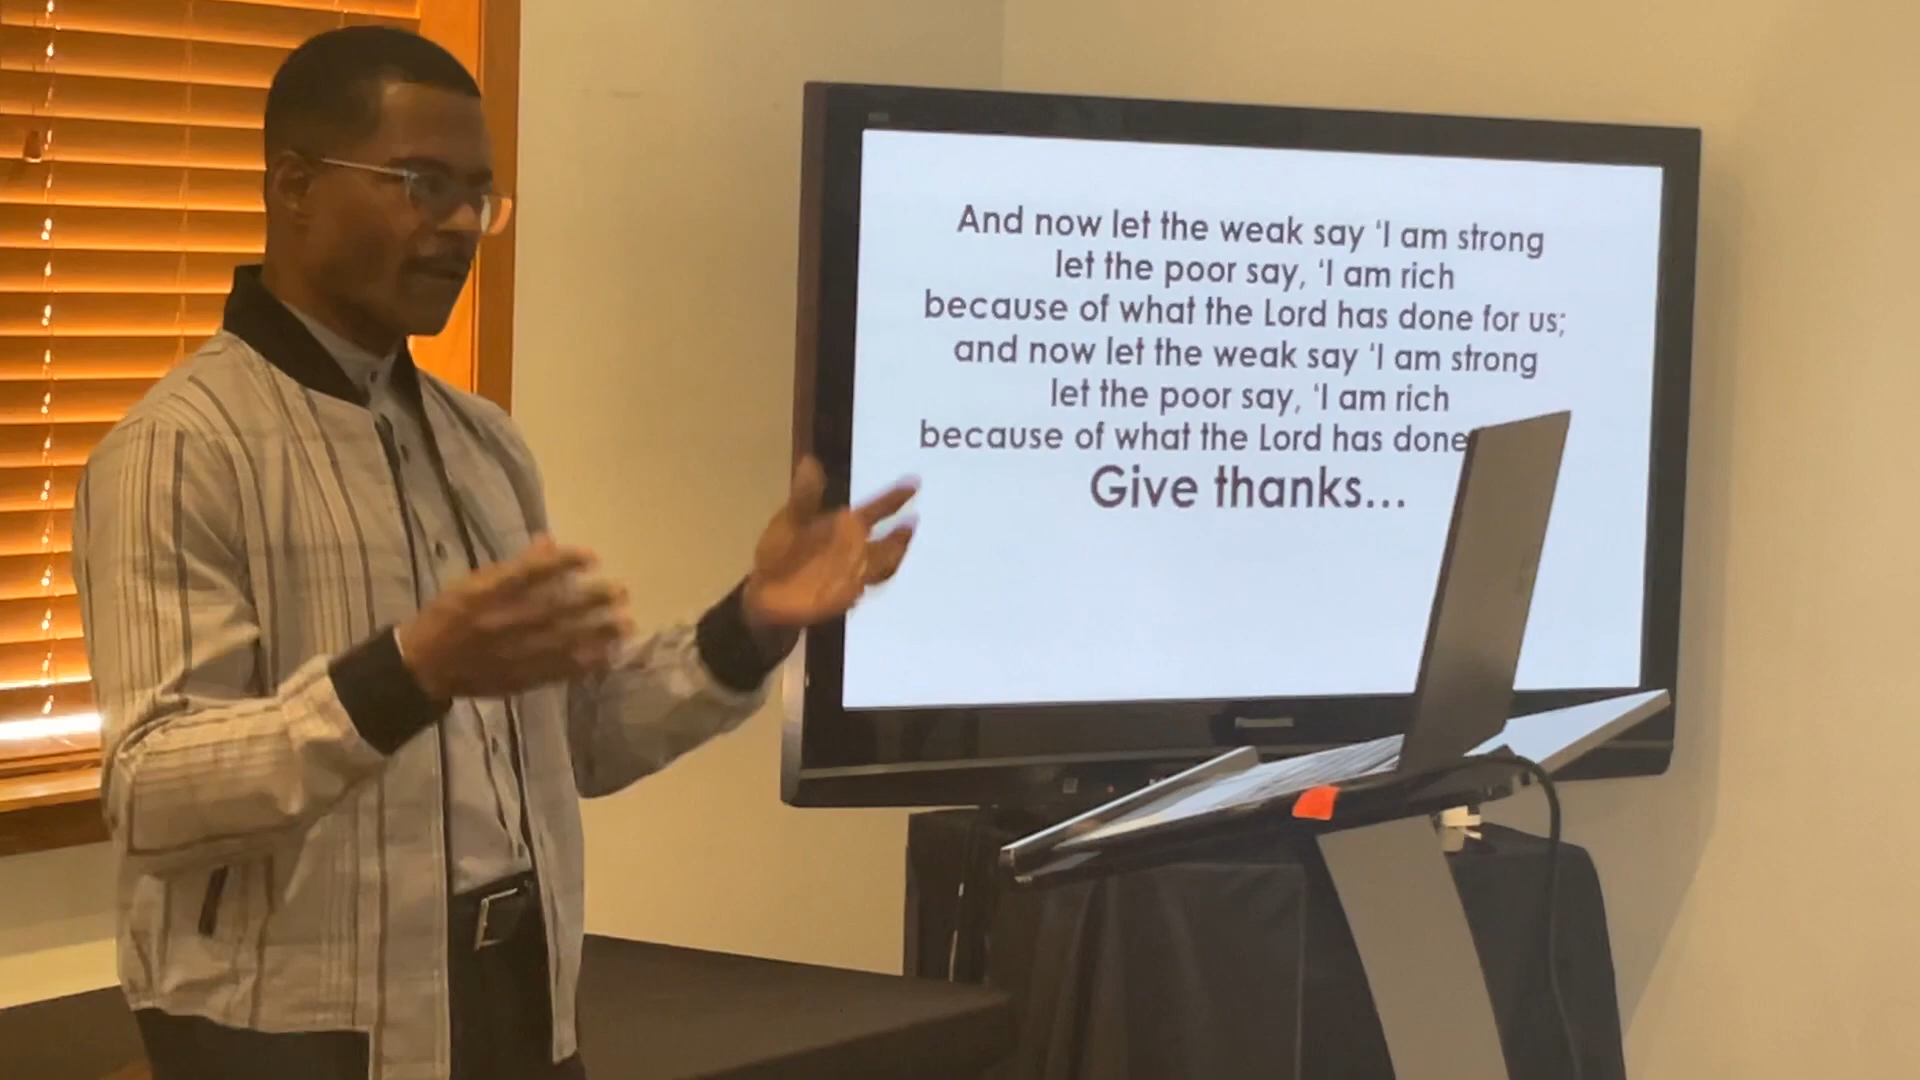 And now let the weak say ‘I am strong
let the poor say, ‘I am rich
because of what the Lord has done for us;
and now let the weak say ‘I am strong
let the poor say, ‘I am rich
because of what the Lord has done
Give thanks...
Panasonic